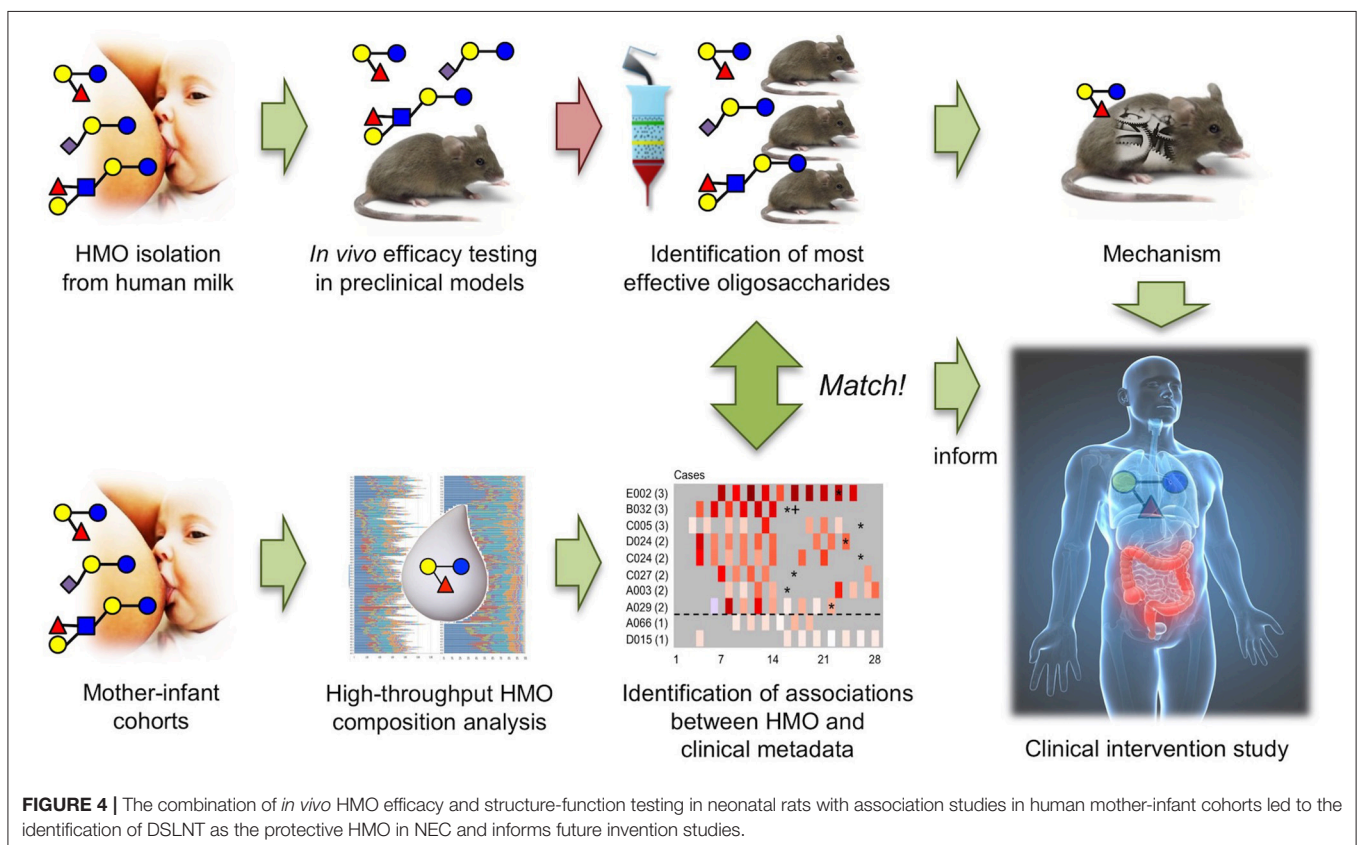 HMO isolation
from human milk
In vivo efficacy testing
in preclinical models
Identification of most
effective oligosaccharides
Mechanism
Match!
inform
Cases
E002 (3)
B032 (3)
C005 (3)
D024 (2)
C024 (2)
C027 (2)
A003 (2)
A029 (2)
A066 (1)
D015 (1)
1 7 14 21 28
Mother-infant
cohorts
High-throughput HMO
composition analysis
Identification of associations
between HMO and
clinical metadata
Clinical intervention study
FIGURE 4 | The combination of in vivo HMO efficacy and structure-function testing in neonatal rats with association studies in human mother-infant cohorts led to the
identification of DSLNT as the protective HMO in NEC and informs future invention studies.